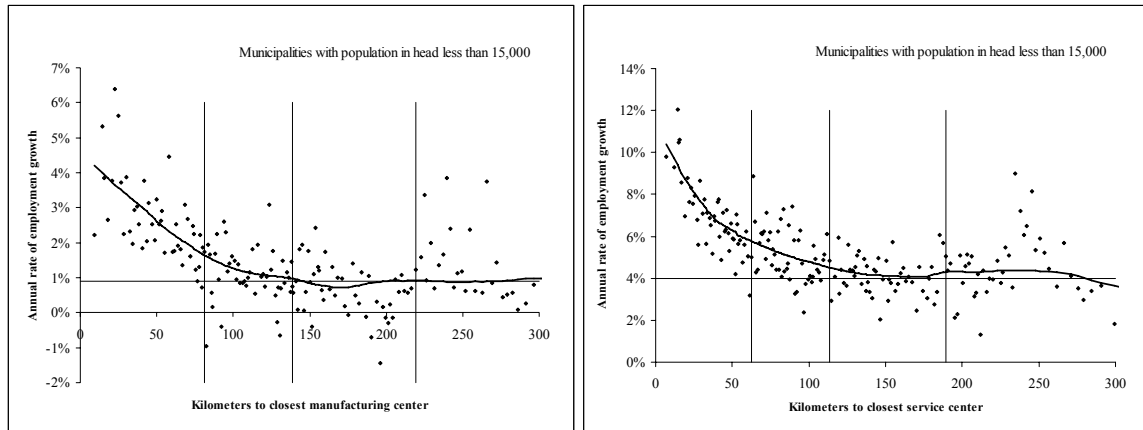 Municipalities with population in head less than 15,000
7%
6%
5%
4%
3%
2%
1%
0%
-1%
-2%
Annual rate of employment growth
0 50 100 150 200 250 300
Kilometers to closest manufacturing center
Municipalities with population in head less than 15,000
14%
12%
10%
8%
6%
4%
2%
0%
Annual rate of employment growth
0 50 100 150 200 250 300
Kilometers to closest service center